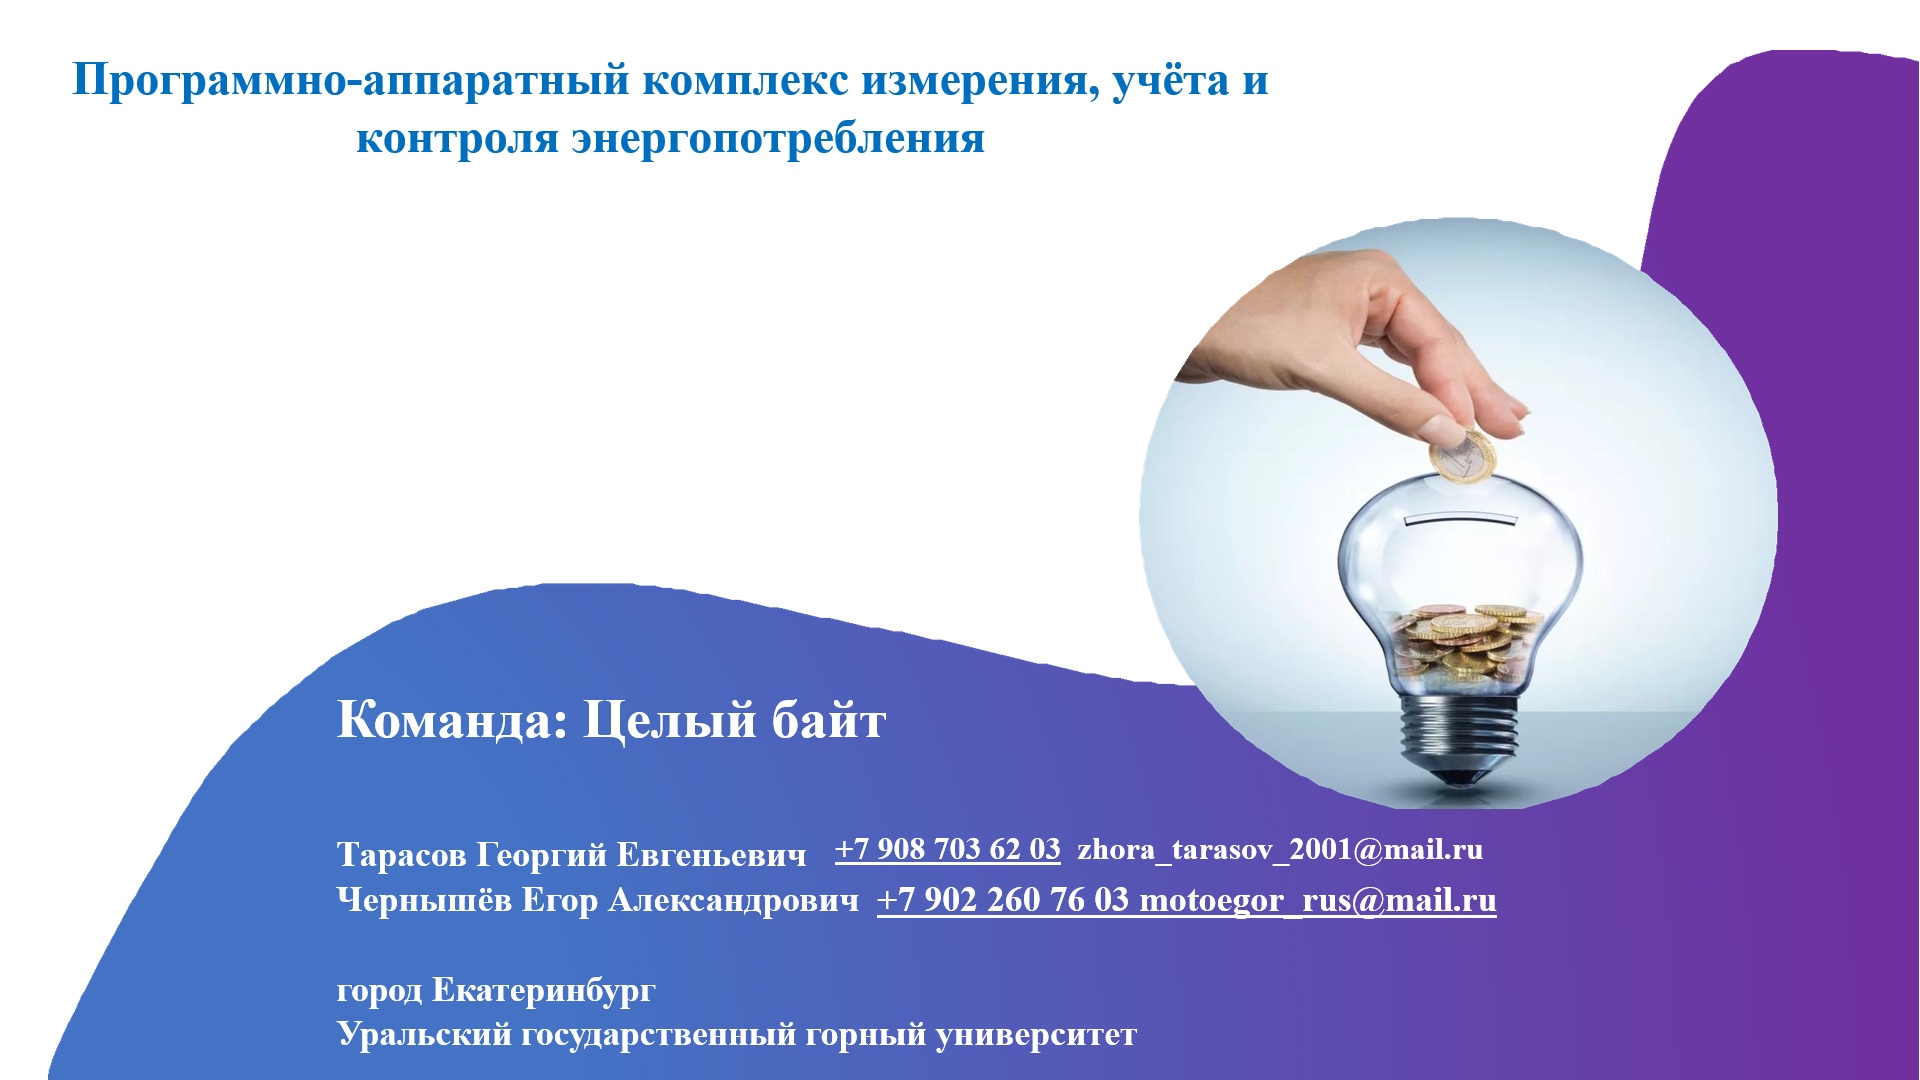 Программно-аппаратный комплекс измерения, учёта и
контроля энергопотребления
Команда: Целый байт
Тарасов Георгий Евгеньевич +7 908 703 62 03 zhora_tarasov_2001@mail.ru
Чернышёв Егор Александрович +7 902 260 76 03 motoegor_rus@mail.ru
город Екатеринбург
Уральский государственный горный университет